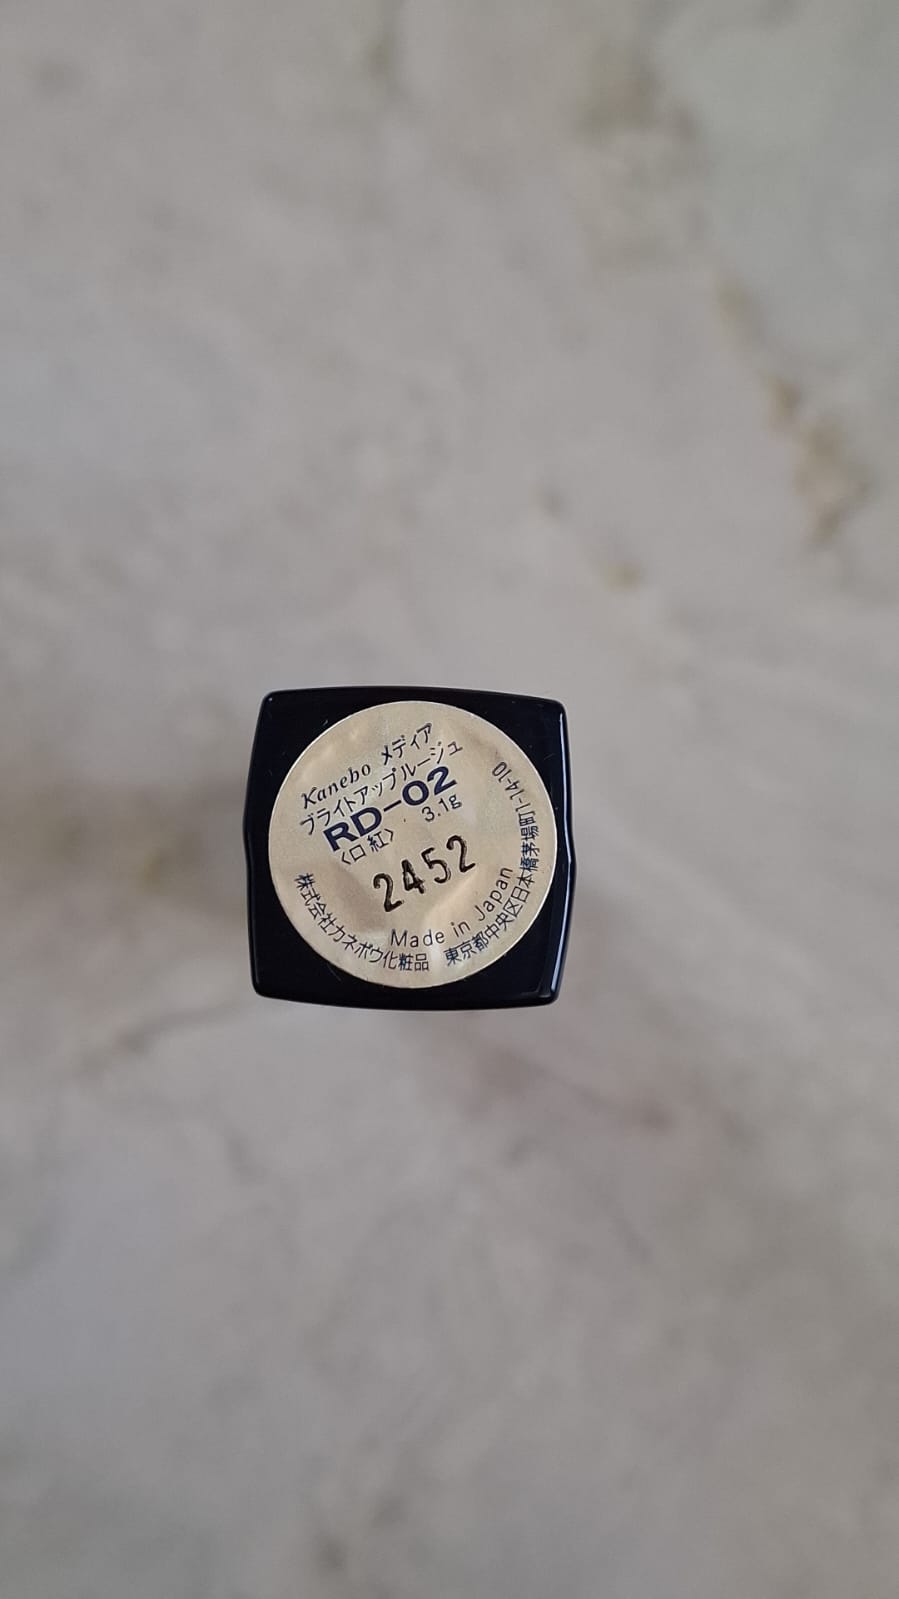 Kanebo メディア
ブライトアップルージュ
RD-02
〈口紅〉 3.1g
2452
Made in Japan
株式会社カネボウ化粧品 東京都中央区日本橋茅場町1-14-10